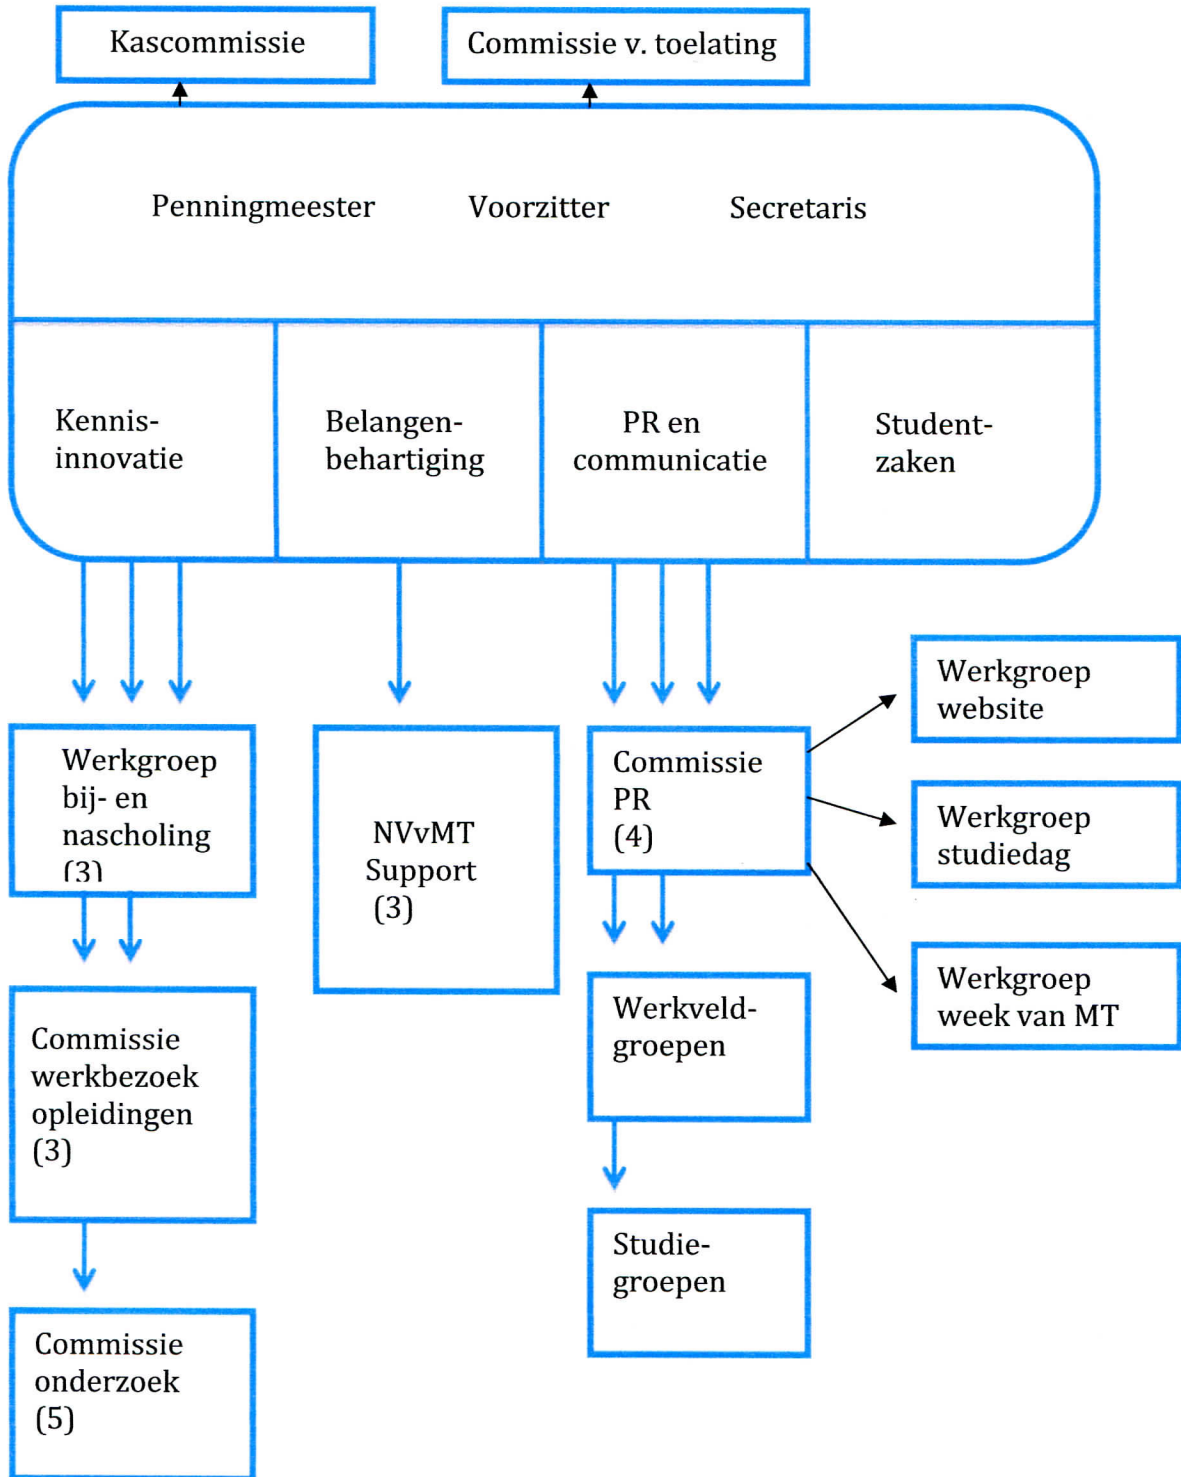 Kascommissie
Commissie v. toelating
Penningmeester
Voorzitter
Secretaris
Kennis-
innovatie
Belangen-
behartiging
PR en
communicatie
Student-
zaken
Werkgroep
bij- en
nascholing
(3)
NVvMT
Support
(3)
Commissie
PR
(4)
Werkgroep
website
Werkgroep
studiedag
Werkgroep
week van MT
Commissie
werkbezoek
opleidingen
(3)
Werkveld-
groepen
Studie-
groepen
Commissie
onderzoek
(5)